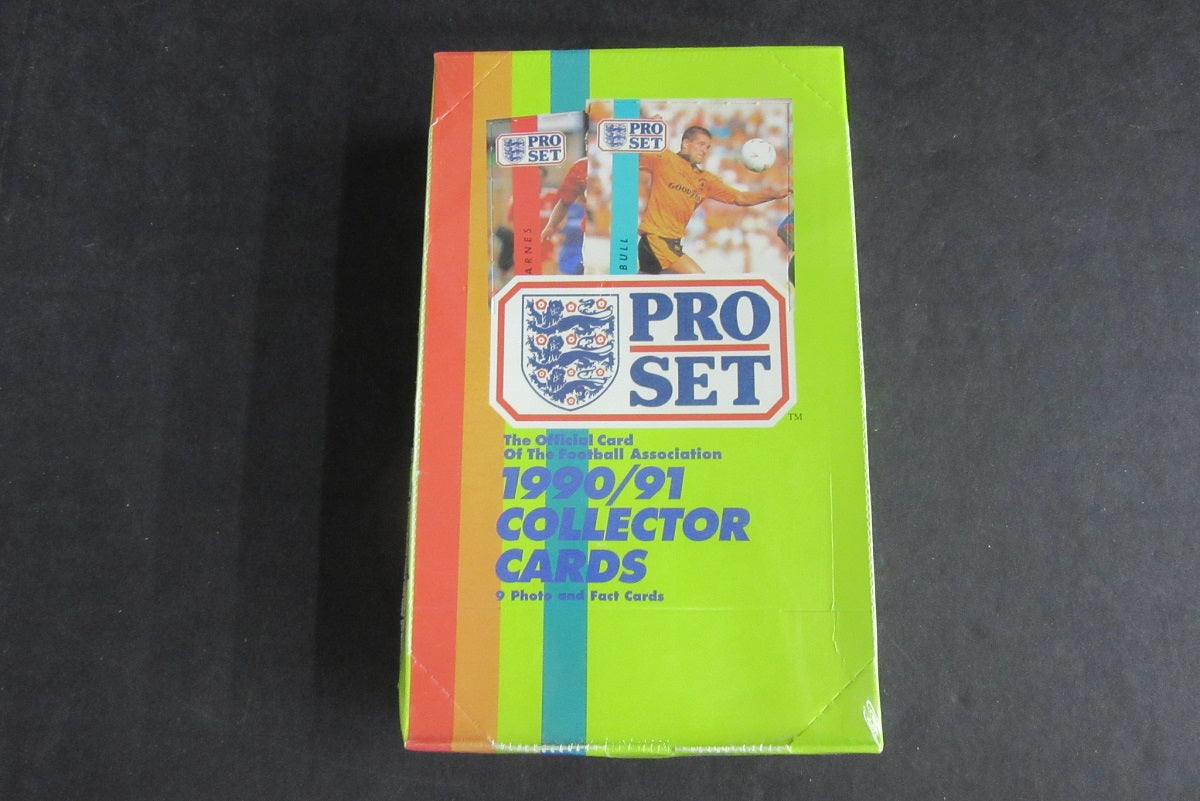 PRO
SET
PRO
SET
ARNES
BULL
GOODYEAR
PRO
SET
TM
The Official Card
Of The Football Association
1990/91
COLLECTOR
CARDS
9 Photo and Fact Cards